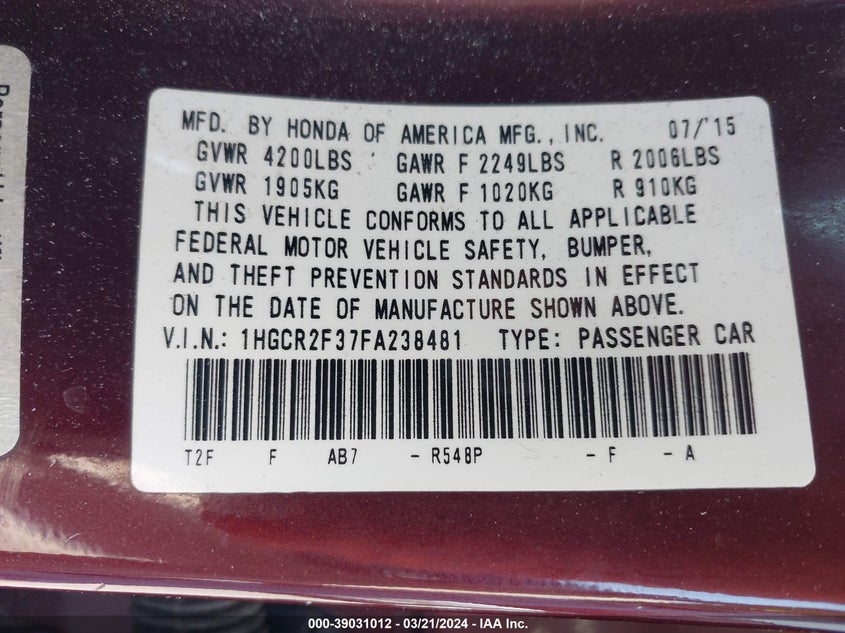 MFD. BY HONDA OF AMERICA MFG., INC. 07/'15
GVWR 4200LBS GAWR F 2249LBS R 2006LBS
GVWR 1905KG GAWR F 1020KG R 910KG
THIS VEHICLE CONFORMS TO ALL APPLICABLE
FEDERAL MOTOR VEHICLE SAFETY, BUMPER,
AND THEFT PREVENTION STANDARDS IN EFFECT
ON THE DATE OF MANUFACTURE SHOWN ABOVE.
V.I.N.: 1HGCR2F37FA238481 TYPE: PASSENGER CAR
T2F F AB7 - R548P - F - A
000-39031012 - 03/21/2024 - IAA Inc.